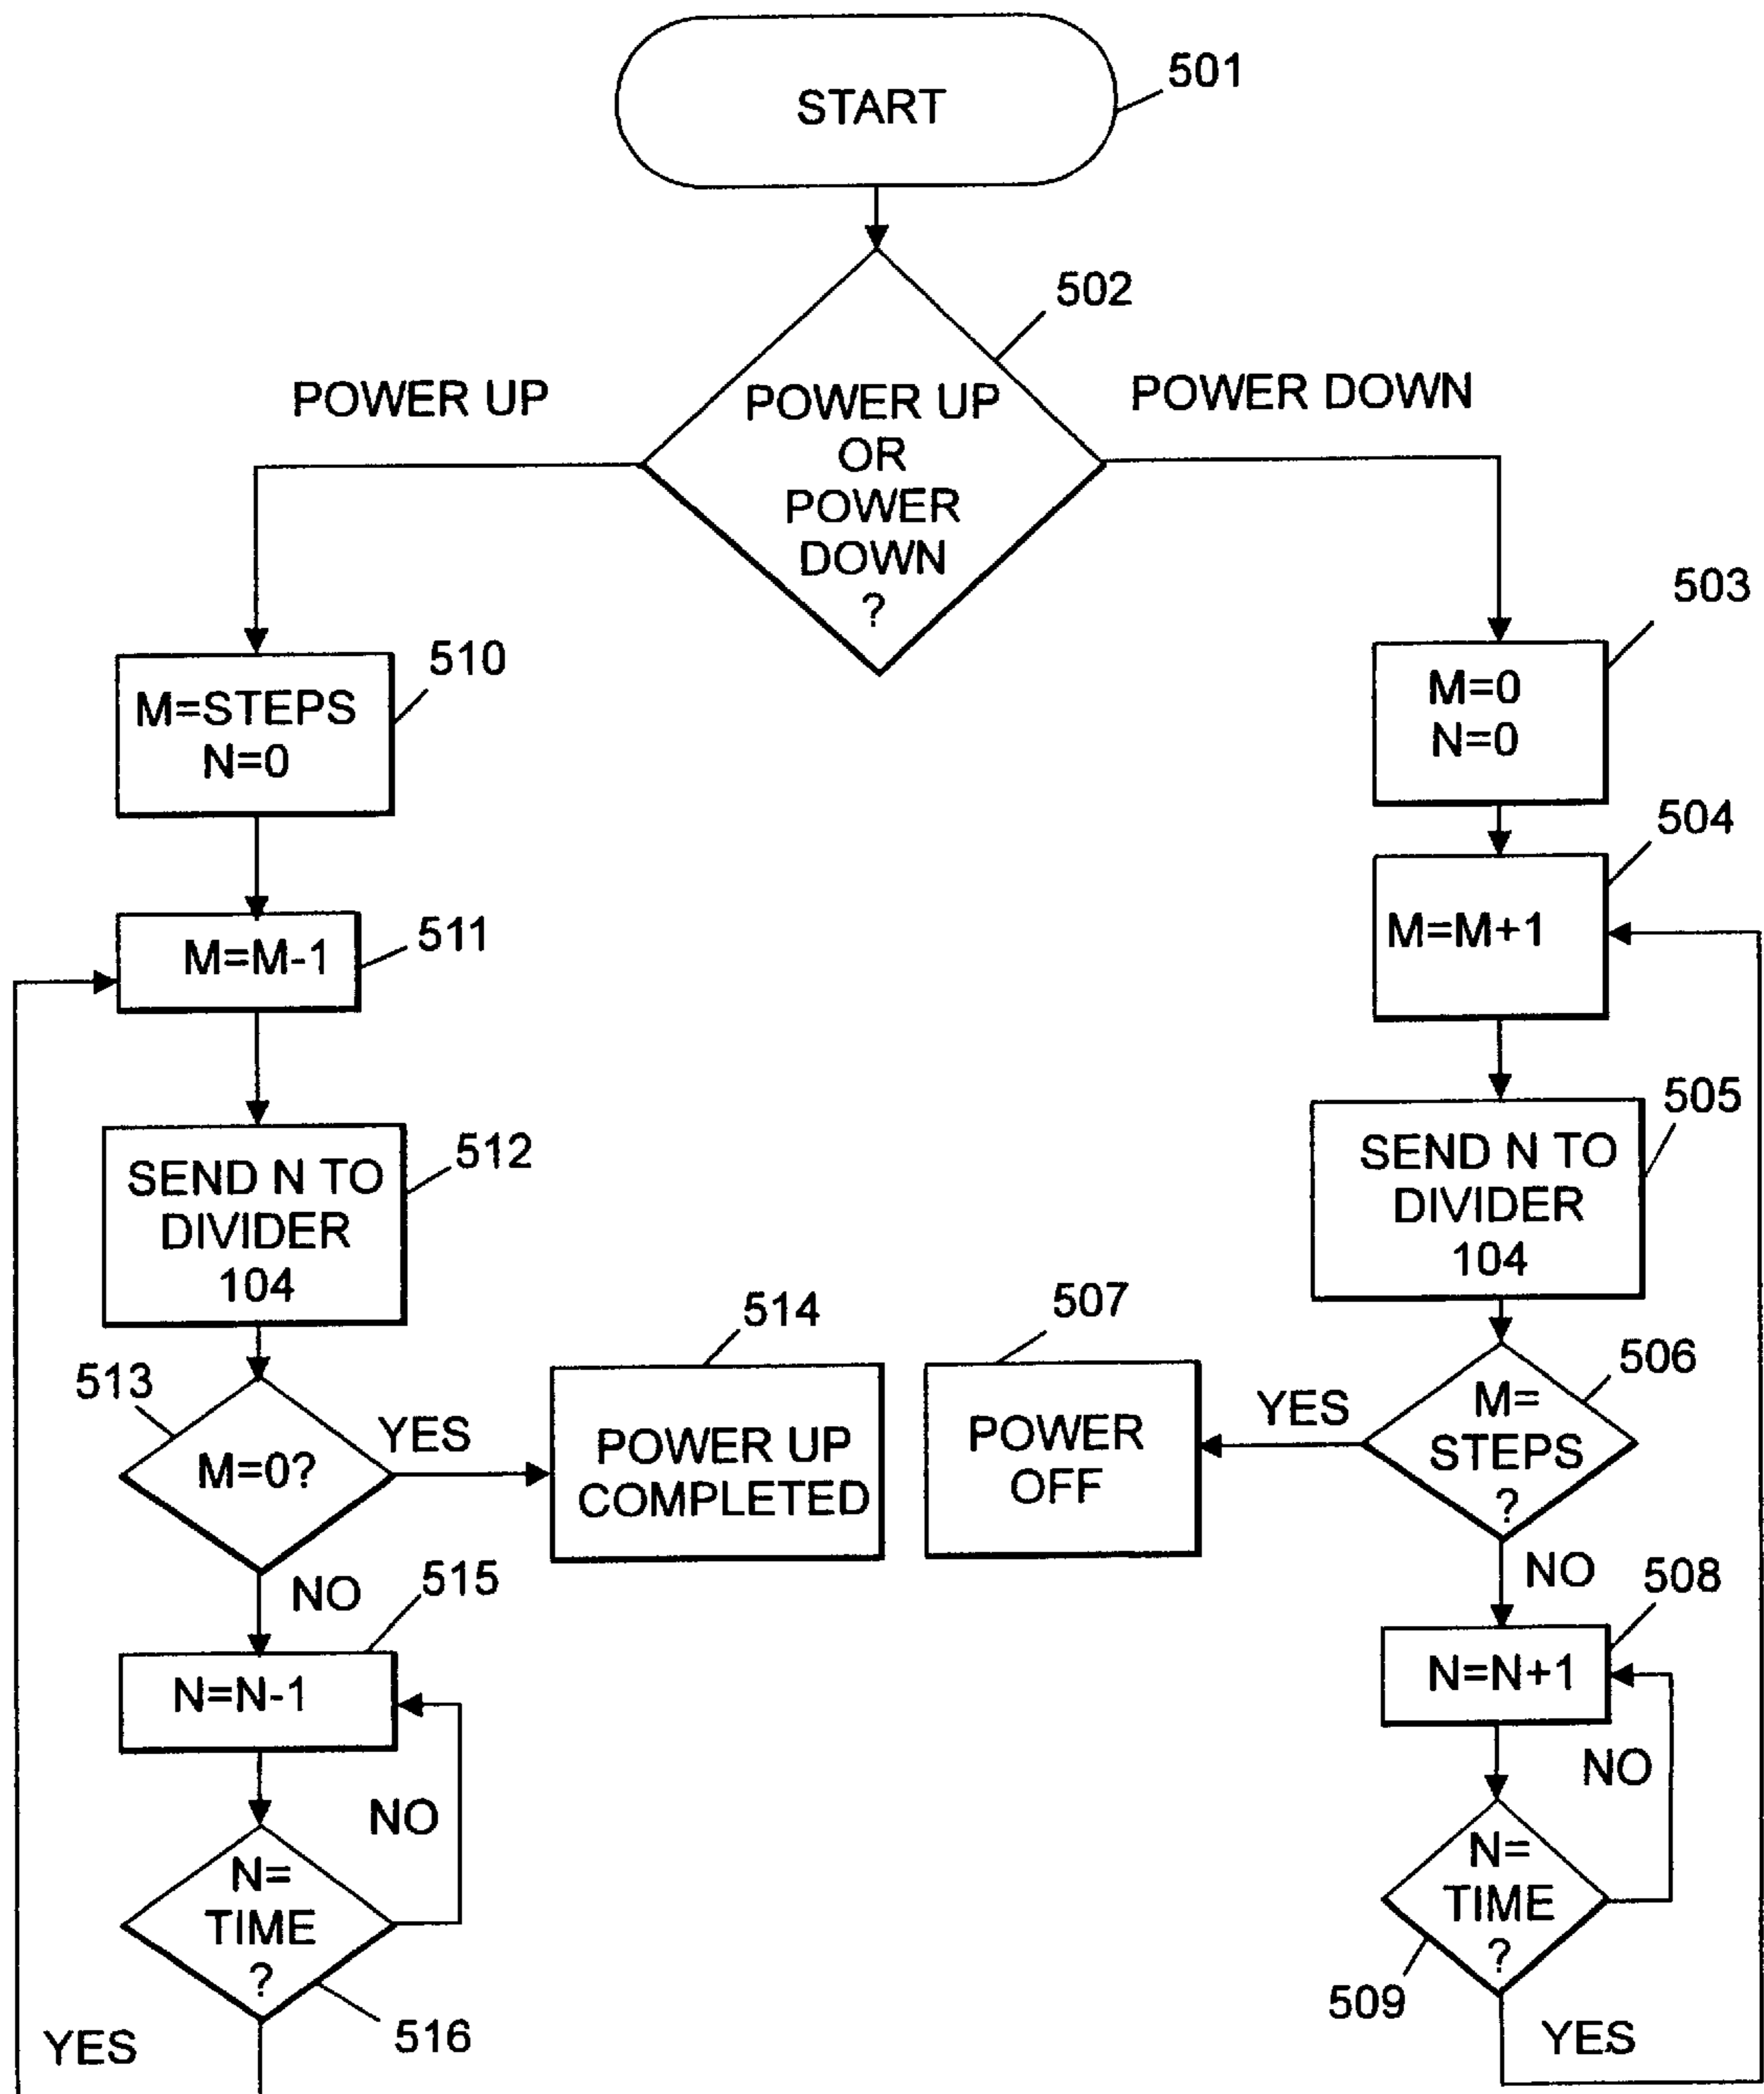 START
501
502
POWER UP
POWER UP
OR
POWER
DOWN
?
POWER DOWN
510
M=STEPS
N=0
503
M=0
N=0
504
M=M+1
M=M-1
511
505
SEND N TO
DIVIDER
104
512
SEND N TO
DIVIDER
104
513
M=0?
YES
514
POWER UP
COMPLETED
507
POWER
OFF
YES
506
M=
STEPS
?
NO
515
N=N-1
NO
N=
TIME
?
516
YES
NO
508
N=N+1
NO
N=
TIME
?
509
YES